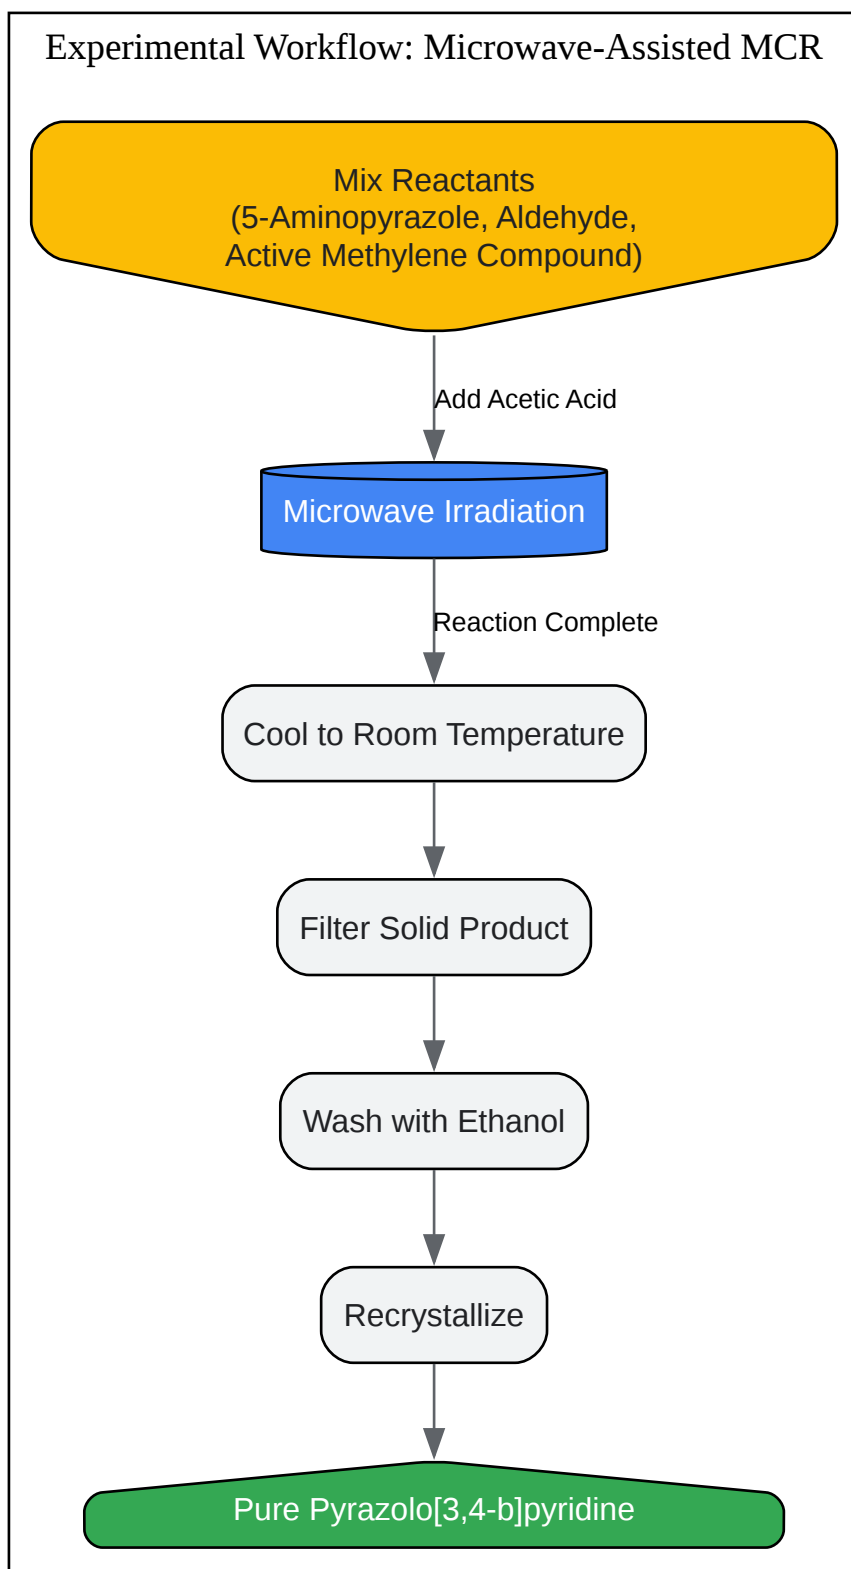 Experimental Workflow: Microwave-Assisted MCR
Mix Reactants
(5-Aminopyrazole, Aldehyde,
Active Methylene Compound)
Add Acetic Acid
Microwave Irradiation
Reaction Complete
Cool to Room Temperature
Filter Solid Product
Wash with Ethanol
Recrystallize
Pure Pyrazolo[3,4-b]pyridine